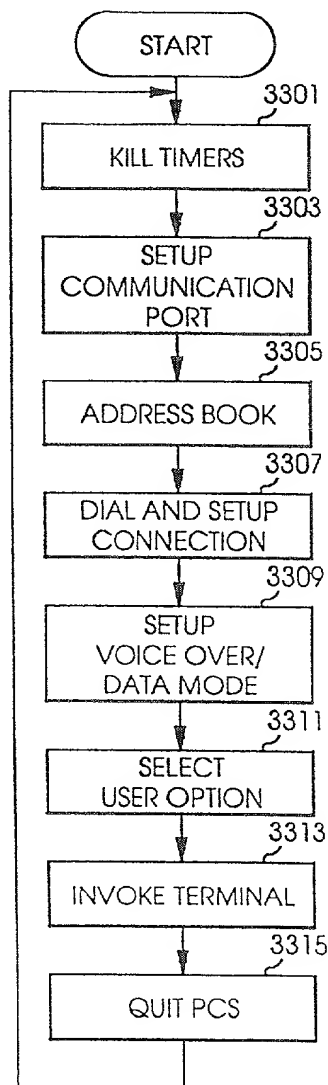 START
3301
KILL TIMERS
3303
SETUP
COMMUNICATION
PORT
3305
ADDRESS BOOK
3307
DIAL AND SETUP
CONNECTION
3309
SETUP
VOICE OVER/
DATA MODE
3311
SELECT
USER OPTION
3313
INVOKE TERMINAL
3315
QUIT PCS